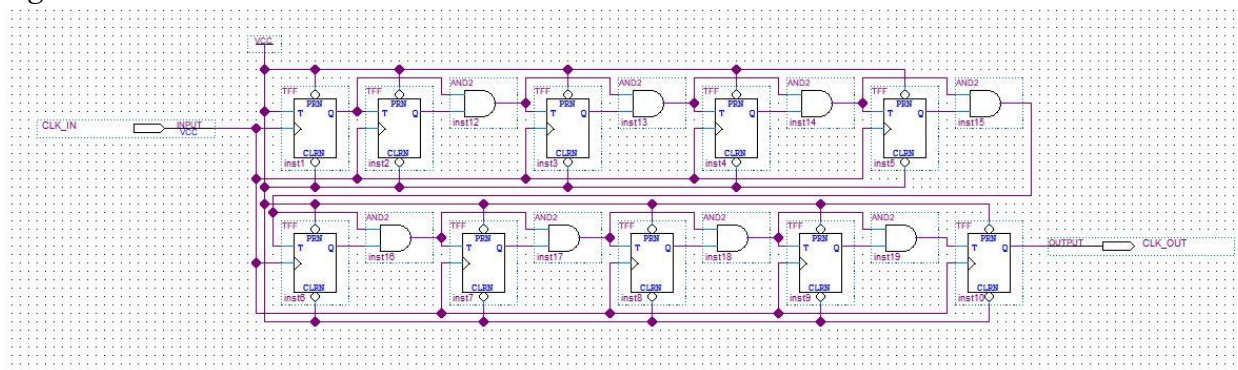 VCC
TFF TFF AND2 TFF AND2 TFF AND2 TFF AND2
PRN PRN PRN PRN PRN
T Q T Q T Q T Q T Q
CLK_IN INPUT VCC inst12 inst13 inst14 inst15
CLRN CLRN CLRN CLRN CLRN
inst1 inst2 inst3 inst4 inst5
TFF AND2 TFF AND2 TFF AND2 TFF AND2 TFF
PRN PRN PRN PRN PRN
T Q T Q T Q T Q T Q OUTPUT CLK_OUT
inst16 inst17 inst18 inst19
CLRN CLRN CLRN CLRN CLRN
inst6 inst7 inst8 inst9 inst10